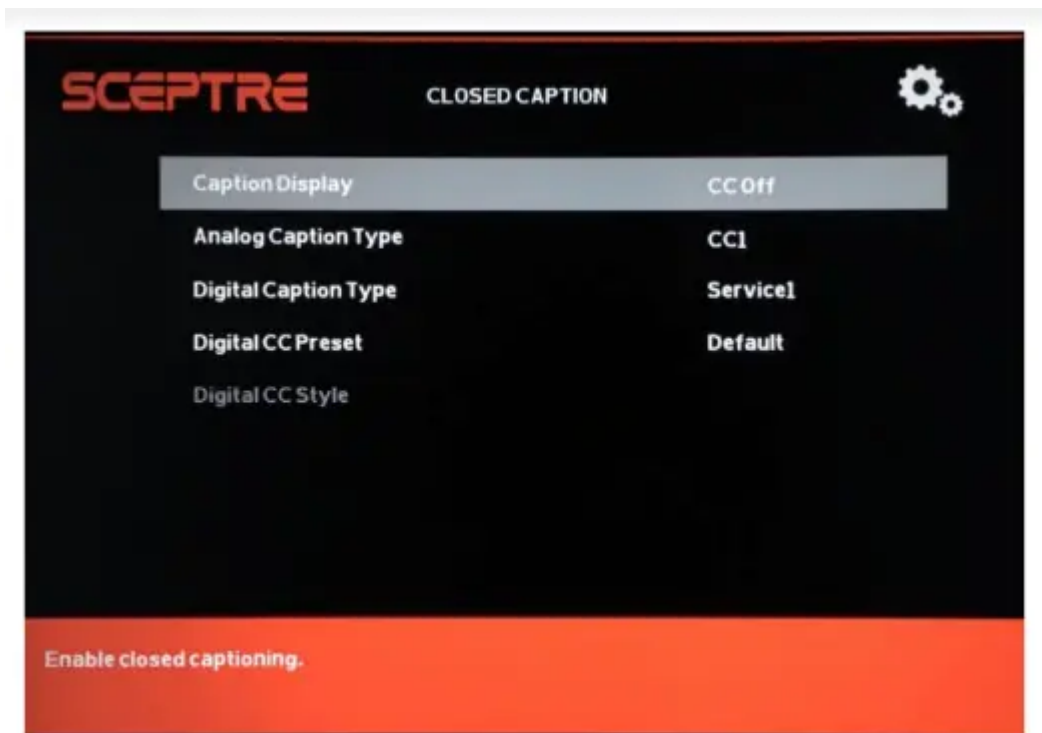 SCEPTRE
CLOSED CAPTION
Caption Display CC Off
Analog Caption Type CC1
Digital Caption Type Service1
Digital CC Preset Default
Digital CC Style
Enable closed captioning.